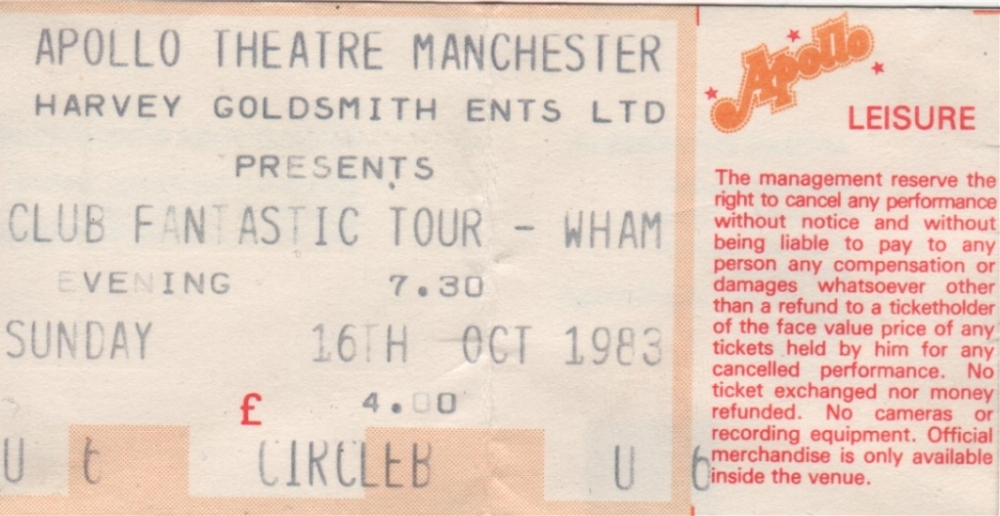 APOLLO THEATRE MANCHESTER
HARVEY GOLDSMITH ENTS LTD
PRESENTS
CLUB FANTASTIC TOUR - WHAM
EVENING 7.30
SUNDAY 16TH OCT 1983
£ 4.00
U 6 CIRCLEB U 6
Apollo
LEISURE
The management reserve the
right to cancel any performance
without notice and without
being liable to pay to any
person any compensation or
damages whatsoever other
than a refund to a ticketholder
of the face value price of any
tickets held by him for any
cancelled performance. No
ticket exchanged nor money
refunded. No cameras or
recording equipment. Official
merchandise is only available
inside the venue.